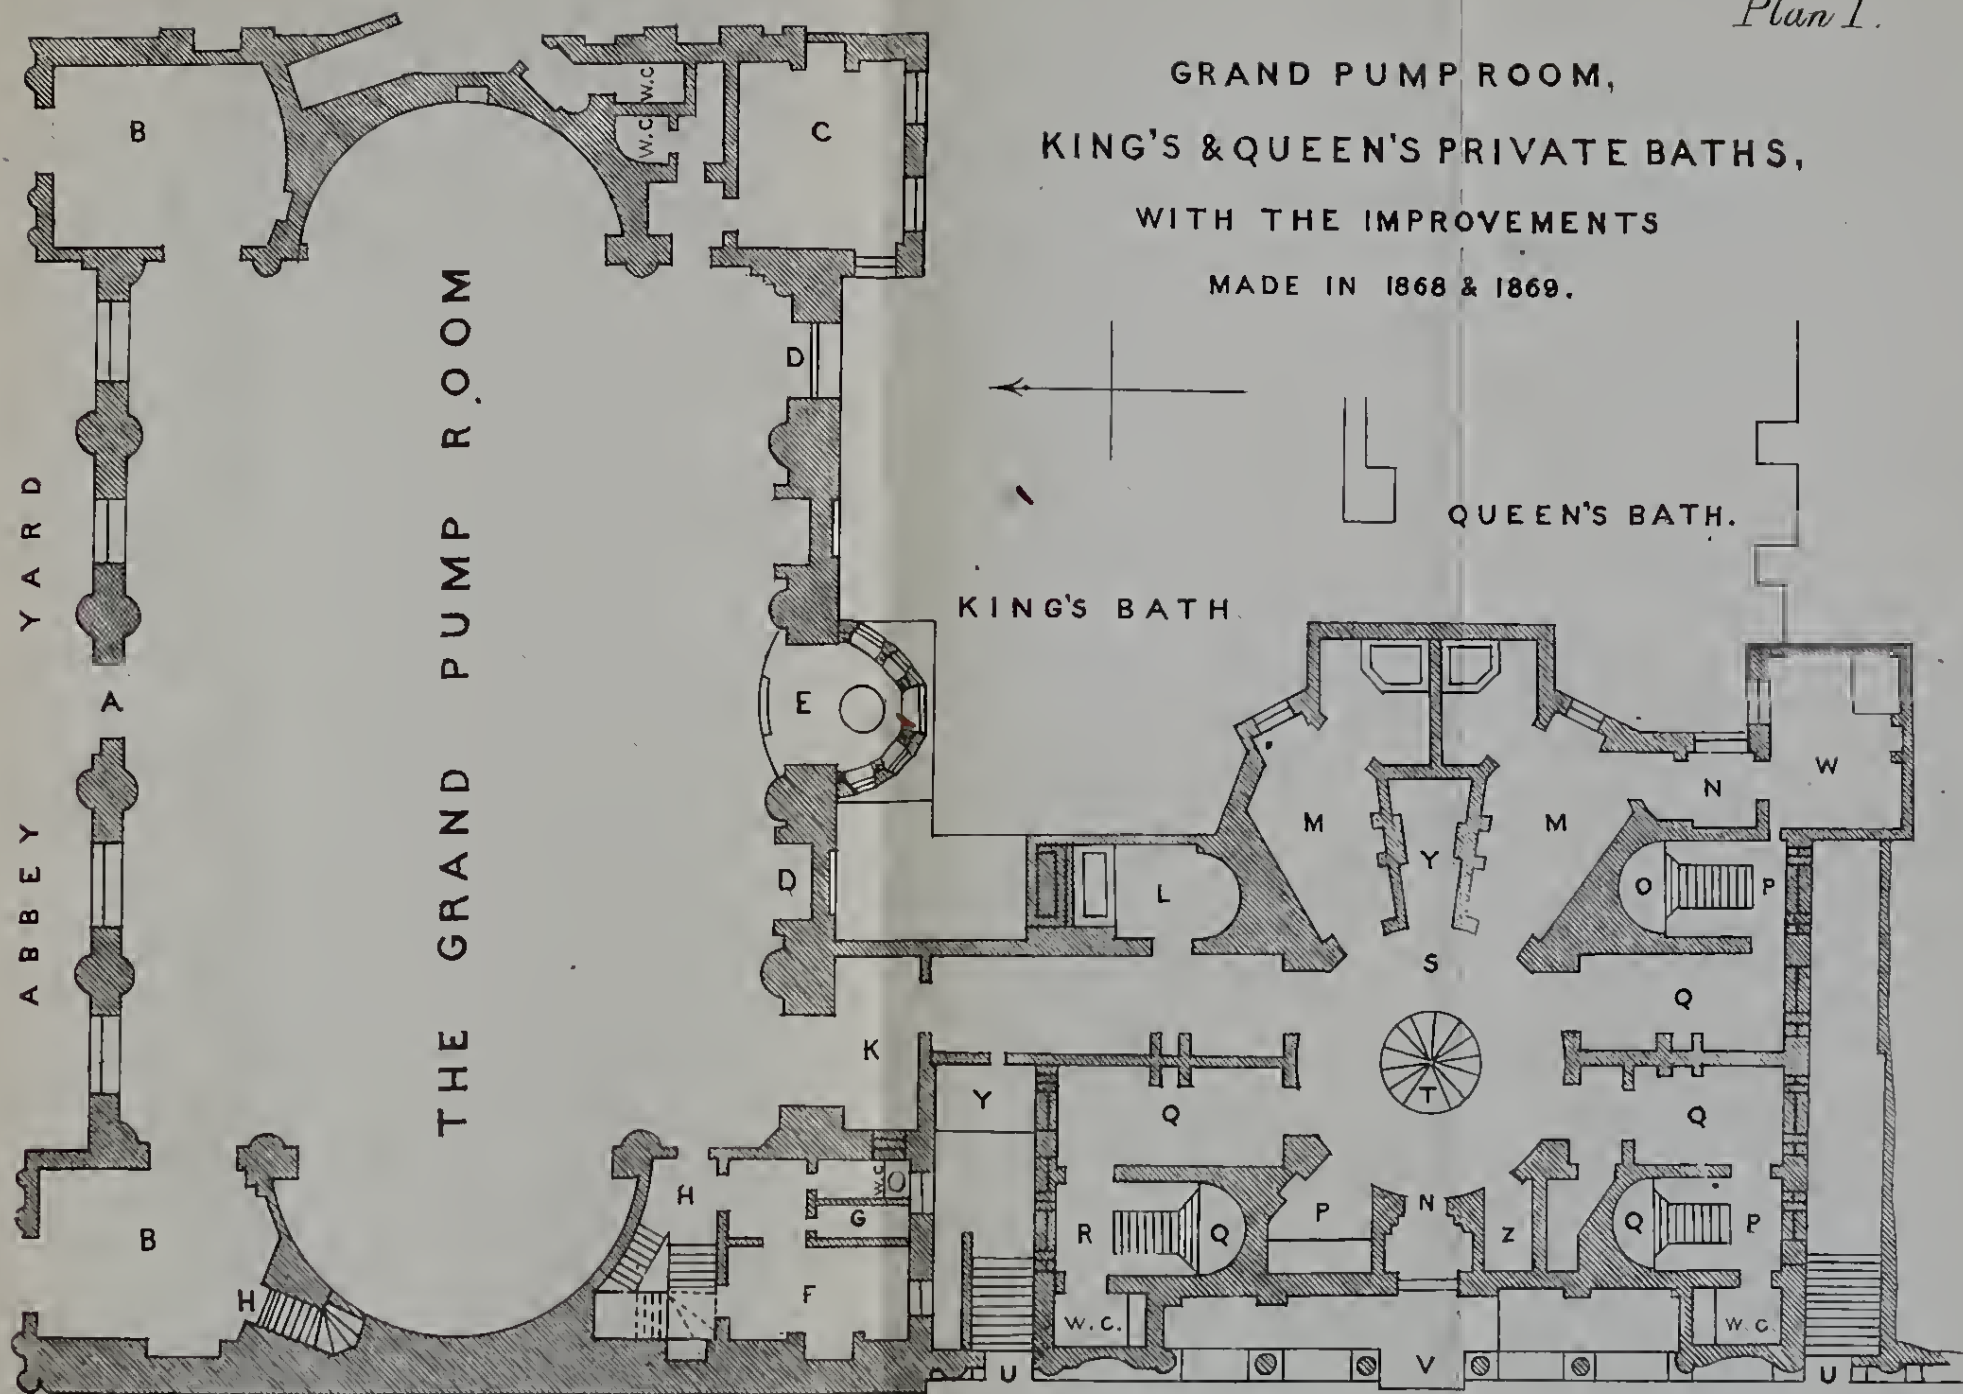 Plan 1.
GRAND PUMP ROOM,
KING'S & QUEEN'S PRIVATE BATHS,
WITH THE IMPROVEMENTS
MADE IN 1868 & 1869.
ABBEY YARD
THE GRAND PUMP ROOM
KING'S BATH
QUEEN'S BATH.
B
W.C
W.C
C
D
A
E
W
N
M
Y
M
D
L
O
P
S
Q
K
T
Y
Q
Q
H
W.C
G
R
Q
P
N
Z
Q
P
B
H
F
W.C.
W.C.
U
V
U